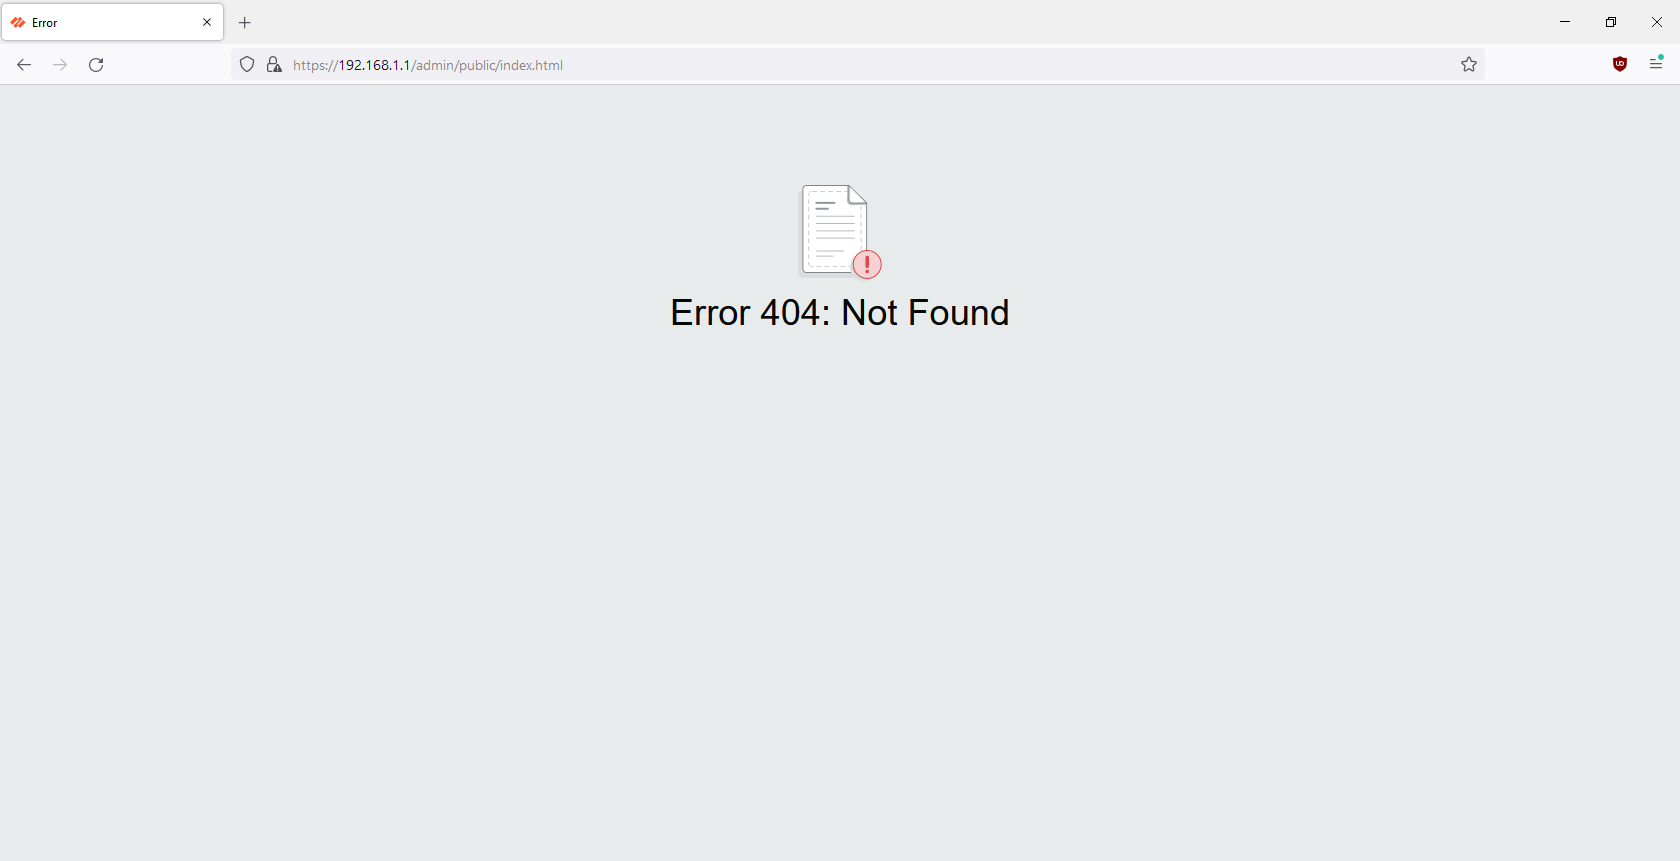 Error
https://192.168.1.1/admin/public/index.html
Error 404: Not Found